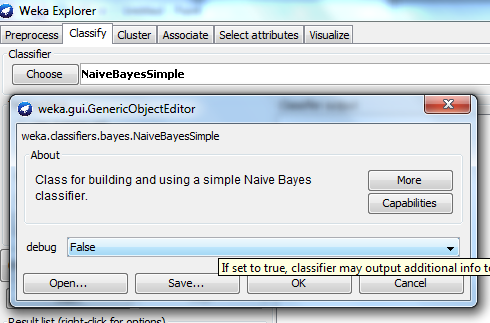 Weka Explorer
Preprocess Classify Cluster Associate Select attributes Visualize
Classifier
Choose NaiveBayesSimple
weka.gui.GenericObjectEditor
weka.classifiers.bayes.NaiveBayesSimple
About
Class for building and using a simple Naive Bayes
classifier.
More
Capabilities
debug False
If set to true, classifier may output additional info to
Open... Save... OK Cancel
Result list (right-click for options)